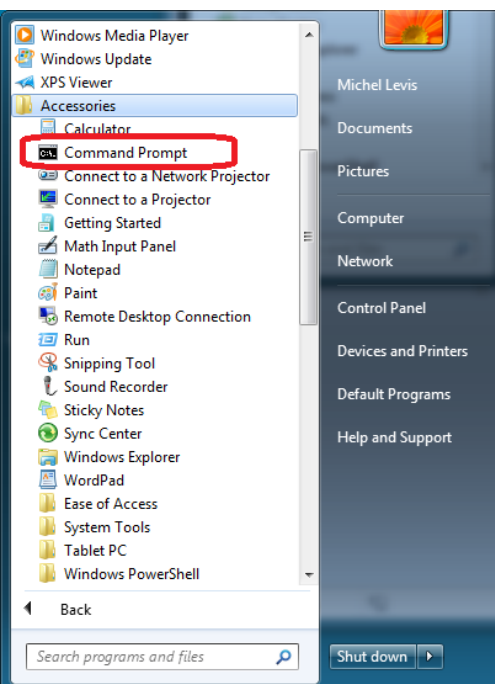 Windows Media Player
Windows Update
XPS Viewer
Accessories
Calculator
Command Prompt
Connect to a Network Projector
Connect to a Projector
Getting Started
Math Input Panel
Notepad
Paint
Remote Desktop Connection
Run
Snipping Tool
Sound Recorder
Sticky Notes
Sync Center
Windows Explorer
WordPad
Ease of Access
System Tools
Tablet PC
Windows PowerShell
Back
Search programs and files
Michel Levis
Documents
Pictures
Computer
Network
Control Panel
Devices and Printers
Default Programs
Help and Support
Shut down